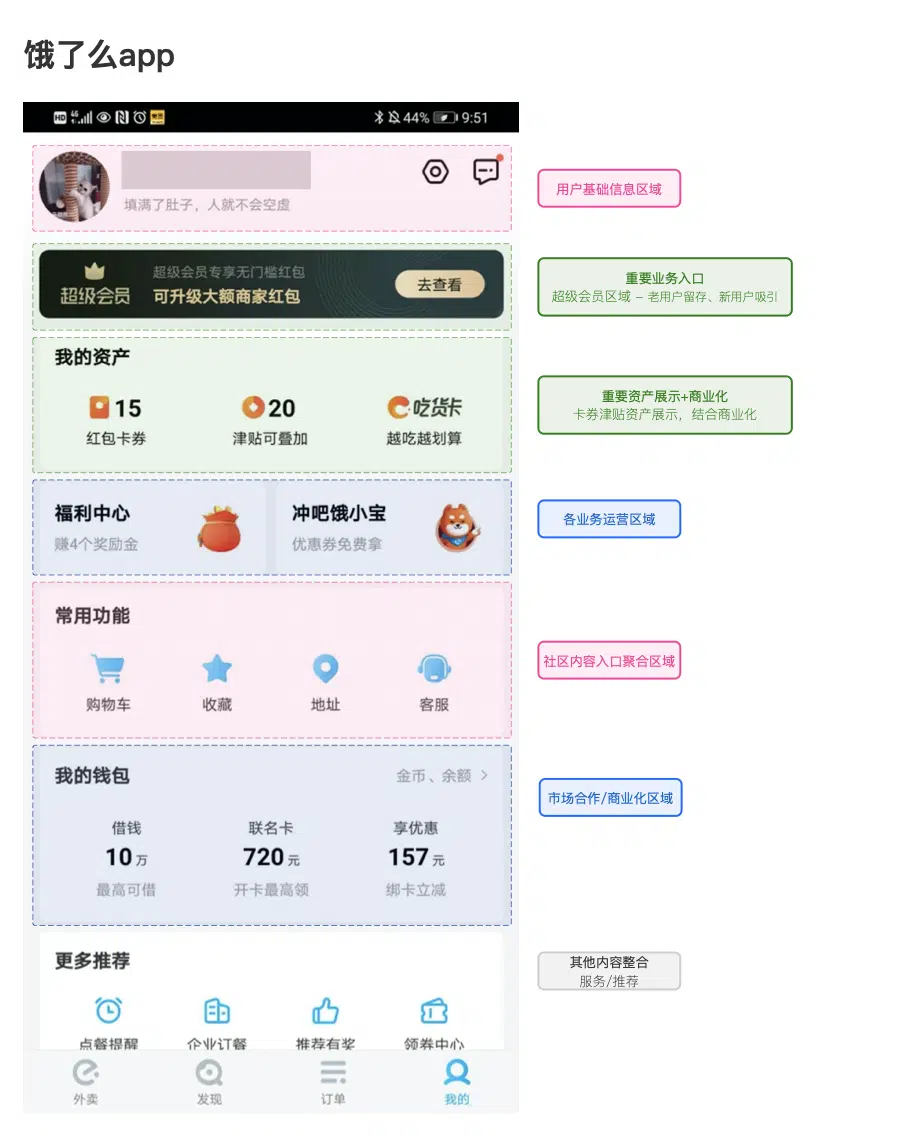 饿了么app
HD 4G 44% 9:51
填满了肚子，人就不会空虚
用户基础信息区域
超级会员
超级会员专享无门槛红包
可升级大额商家红包
去查看
重要业务入口
超级会员区域 – 老用户留存、新用户吸引
我的资产
15
20
吃货卡
红包卡券
津贴可叠加
越吃越划算
重要资产展示+商业化
卡券津贴资产展示，结合商业化
福利中心
赚4个奖励金
冲吧饿小宝
优惠券免费拿
各业务运营区域
常用功能
购物车
收藏
地址
客服
社区内容入口聚合区域
我的钱包
金币、余额 >
借钱
联名卡
享优惠
10 万
720 元
157 元
最高可借
开卡最高领
绑卡立减
市场合作/商业化区域
更多推荐
点餐提醒
企业订餐
推荐有奖
领券中心
其他内容整合
服务/推荐
外卖
发现
订单
我的